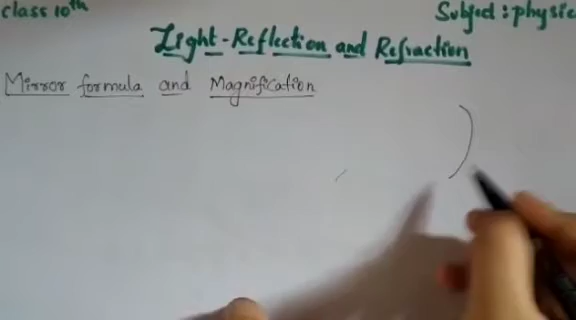 Class 10th
Subject: physic
Light-Reflection and Refraction
Mirror formula and Magnification